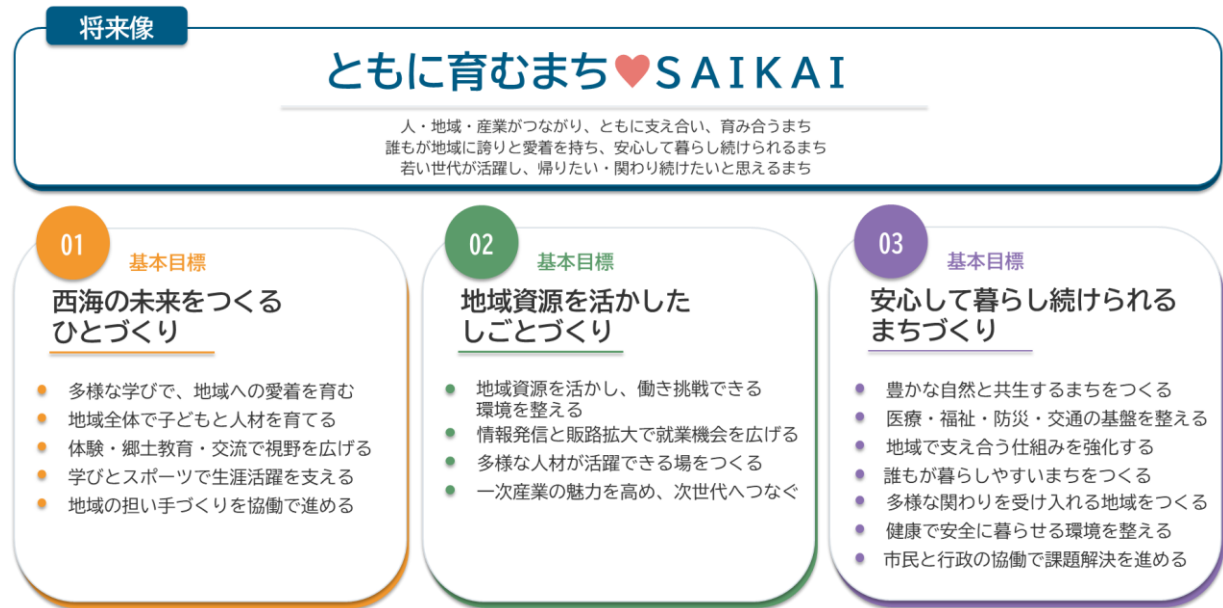 将来像
ともに育むまち♥SAIKAI
人・地域・産業がつながり、ともに支え合い、育み合うまち
誰もが地域に誇りと愛着を持ち、安心して暮らし続けられるまち
若い世代が活躍し、帰りたい・関わり続けたいと思えるまち
01
基本目標
西海の未来をつくる
ひとづくり
多様な学びで、地域への愛着を育む
地域全体で子どもと人材を育てる
体験・郷土教育・交流で視野を広げる
学びとスポーツで生涯活躍を支える
地域の担い手づくりを協働で進める
02
基本目標
地域資源を活かした
しごとづくり
地域資源を活かし、働き挑戦できる
環境を整える
情報発信と販路拡大で就業機会を広げる
多様な人材が活躍できる場をつくる
一次産業の魅力を高め、次世代へつなぐ
03
基本目標
安心して暮らし続けられる
まちづくり
豊かな自然と共生するまちをつくる
医療・福祉・防災・交通の基盤を整える
地域で支え合う仕組みを強化する
誰もが暮らしやすいまちをつくる
多様な関わりを受け入れる地域をつくる
健康で安全に暮らせる環境を整える
市民と行政の協働で課題解決を進める